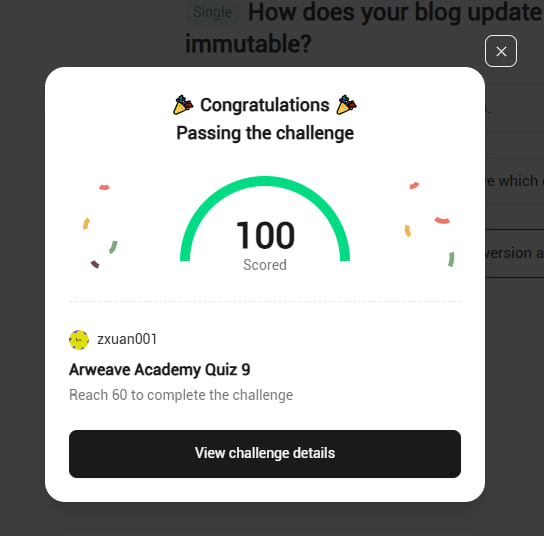 Single How does your blog update
immutable?
Congratulations
Passing the challenge
100
Scored
zxuan001
Arweave Academy Quiz 9
Reach 60 to complete the challenge
View challenge details
which
version a